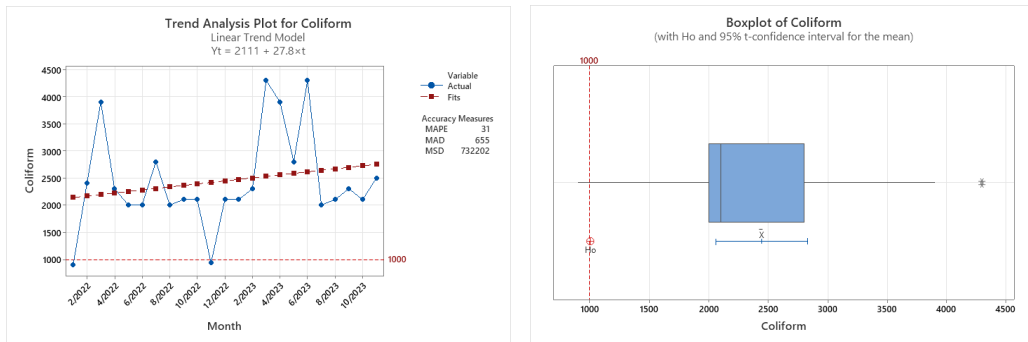 Trend Analysis Plot for Coliform
Linear Trend Model
Yt = 2111 + 27.8×t
4500
4000
3500
3000
2500
2000
1500
1000
Coliform
1000
2/2022
4/2022
6/2022
8/2022
10/2022
12/2022
2/2023
4/2023
6/2023
8/2023
10/2023
Month
Variable
Actual
Fits
Accuracy Measures
MAPE 31
MAD 655
MSD 732202
Boxplot of Coliform
(with Ho and 95% t-confidence interval for the mean)
1000
X̄
Ho
1000
1500
2000
2500
3000
3500
4000
4500
Coliform